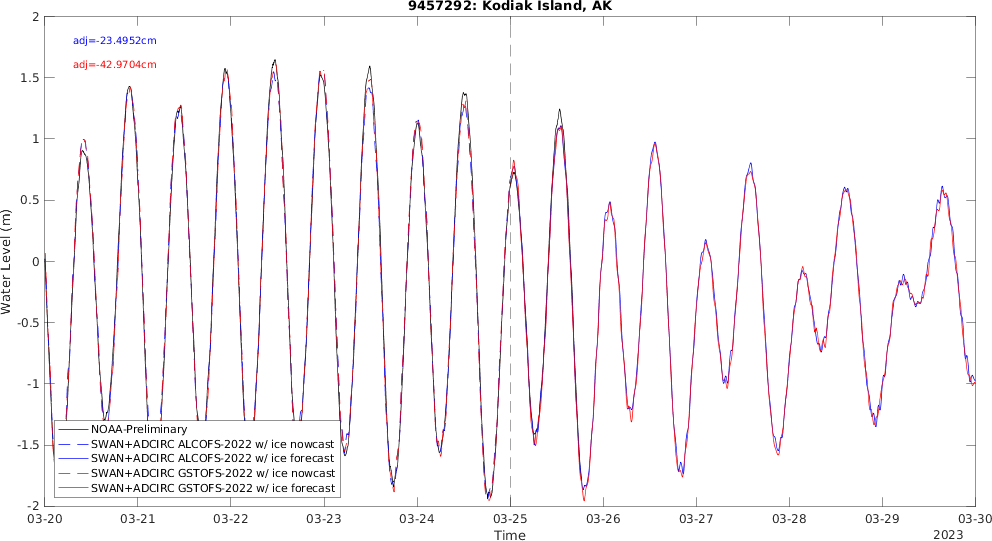 9457292: Kodiak Island, AK
adj=-23.4952cm
adj=-42.9704cm
2
1.5
1
0.5
0
-0.5
-1
-1.5
-2
Water Level (m)
NOAA-Preliminary
SWAN+ADCIRC ALCOFS-2022 w/ ice nowcast
SWAN+ADCIRC ALCOFS-2022 w/ ice forecast
SWAN+ADCIRC GSTOFS-2022 w/ ice nowcast
SWAN+ADCIRC GSTOFS-2022 w/ ice forecast
03-20 03-21 03-22 03-23 03-24 03-25 03-26 03-27 03-28 03-29 03-30
Time
2023